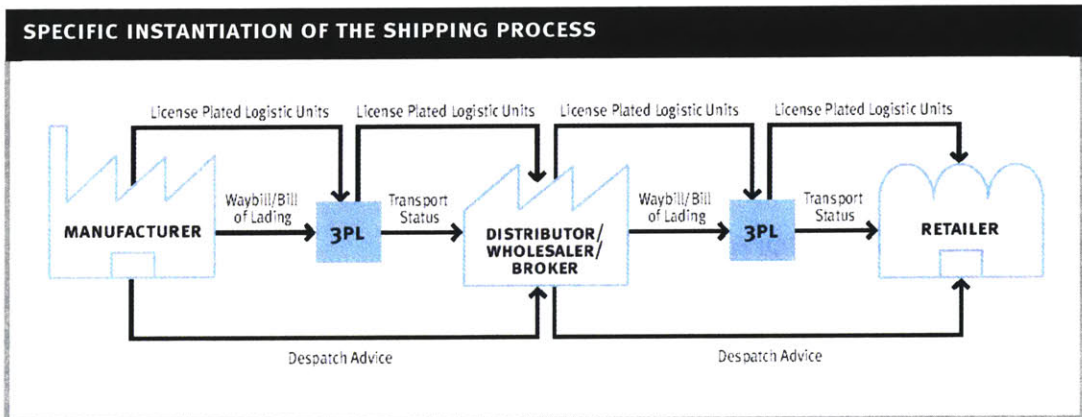 SPECIFIC INSTANTIATION OF THE SHIPPING PROCESS
License Plated Logistic Units
License Plated Logistic Units
License Plated Logistic Units
License Plated Logistic Units
MANUFACTURER
Waybill/Bill
of Lading
3PL
Transport
Status
DISTRIBUTOR/
WHOLESALER/
BROKER
Waybill/Bill
of Lading
3PL
Transport
Status
RETAILER
Despatch Advice
Despatch Advice